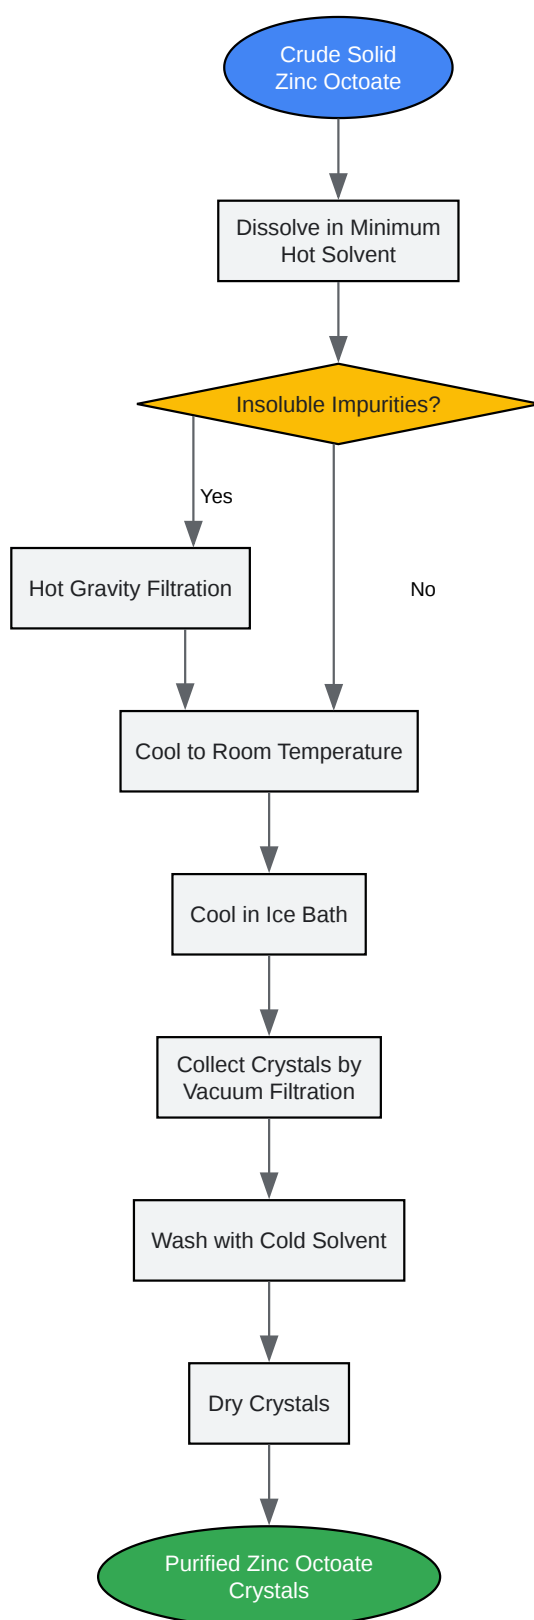 Crude Solid
Zinc Octoate
Dissolve in Minimum
Hot Solvent
Insoluble Impurities?
Yes
Hot Gravity Filtration
No
Cool to Room Temperature
Cool in Ice Bath
Collect Crystals by
Vacuum Filtration
Wash with Cold Solvent
Dry Crystals
Purified Zinc Octoate
Crystals